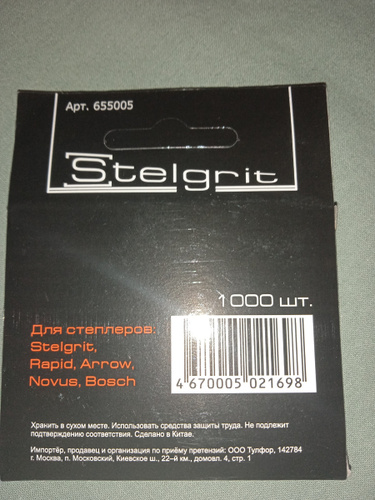 Арт. 655005
Stelgrit
1000 шт.
Для степлеров:
Stelgrit,
Rapid, Arrow,
Novus, Bosch
4 670005 021698
Хранить в сухом месте. Использовать средства защиты труда. Не подлежит
подтверждению соответствия. Сделано в Китае.
Импортёр, продавец и организация по приёму претензий: ООО Тулфор, 142784
г. Москва, п. Московский, Киевское ш., 22-й км., домовл. 4, стр. 1